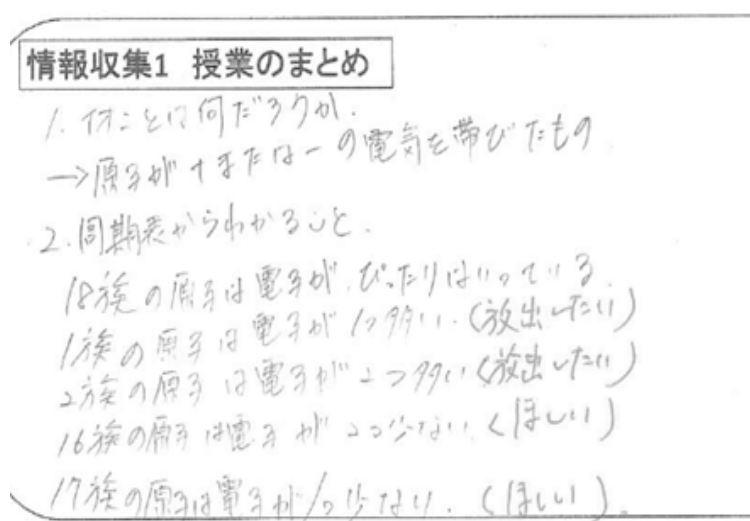 情報収集1 授業のまとめ
1. イオンとは何だろうか.
→原子が+または-の電気を帯びたもの
2. 周期表からわかること.
18族の原子は電子が、ぴったりはいっている.
1族の原子は電子が1つ多い.(放出したい)
2族の原子は電子が2つ多い(放出したい)
16族の原子は電子が2つ少ない.(ほしい)
17族の原子は電子が1つ少ない.(ほしい).